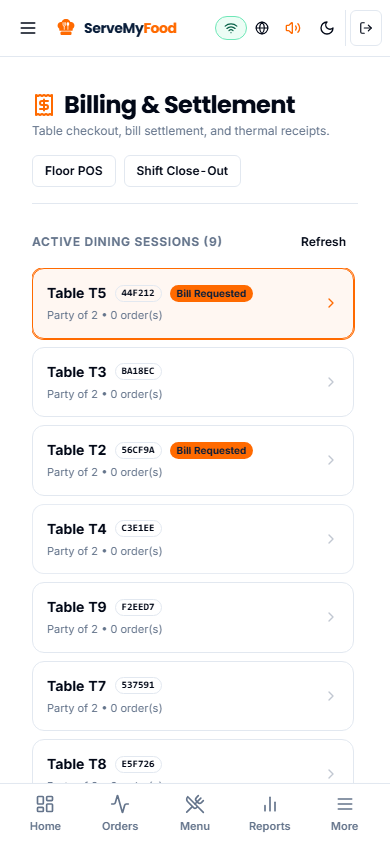 ServeMyFood
Billing & Settlement
Table checkout, bill settlement, and thermal receipts.
Floor POS
Shift Close-Out
ACTIVE DINING SESSIONS (9)
Refresh
Table T5 44F212 Bill Requested
Party of 2 • 0 order(s)
Table T3 BA18EC
Party of 2 • 0 order(s)
Table T2 56CF9A Bill Requested
Party of 2 • 0 order(s)
Table T4 C3E1EE
Party of 2 • 0 order(s)
Table T9 F2EED7
Party of 2 • 0 order(s)
Table T7 537591
Party of 2 • 0 order(s)
Table T8 E5F726
Home
Orders
Menu
Reports
More